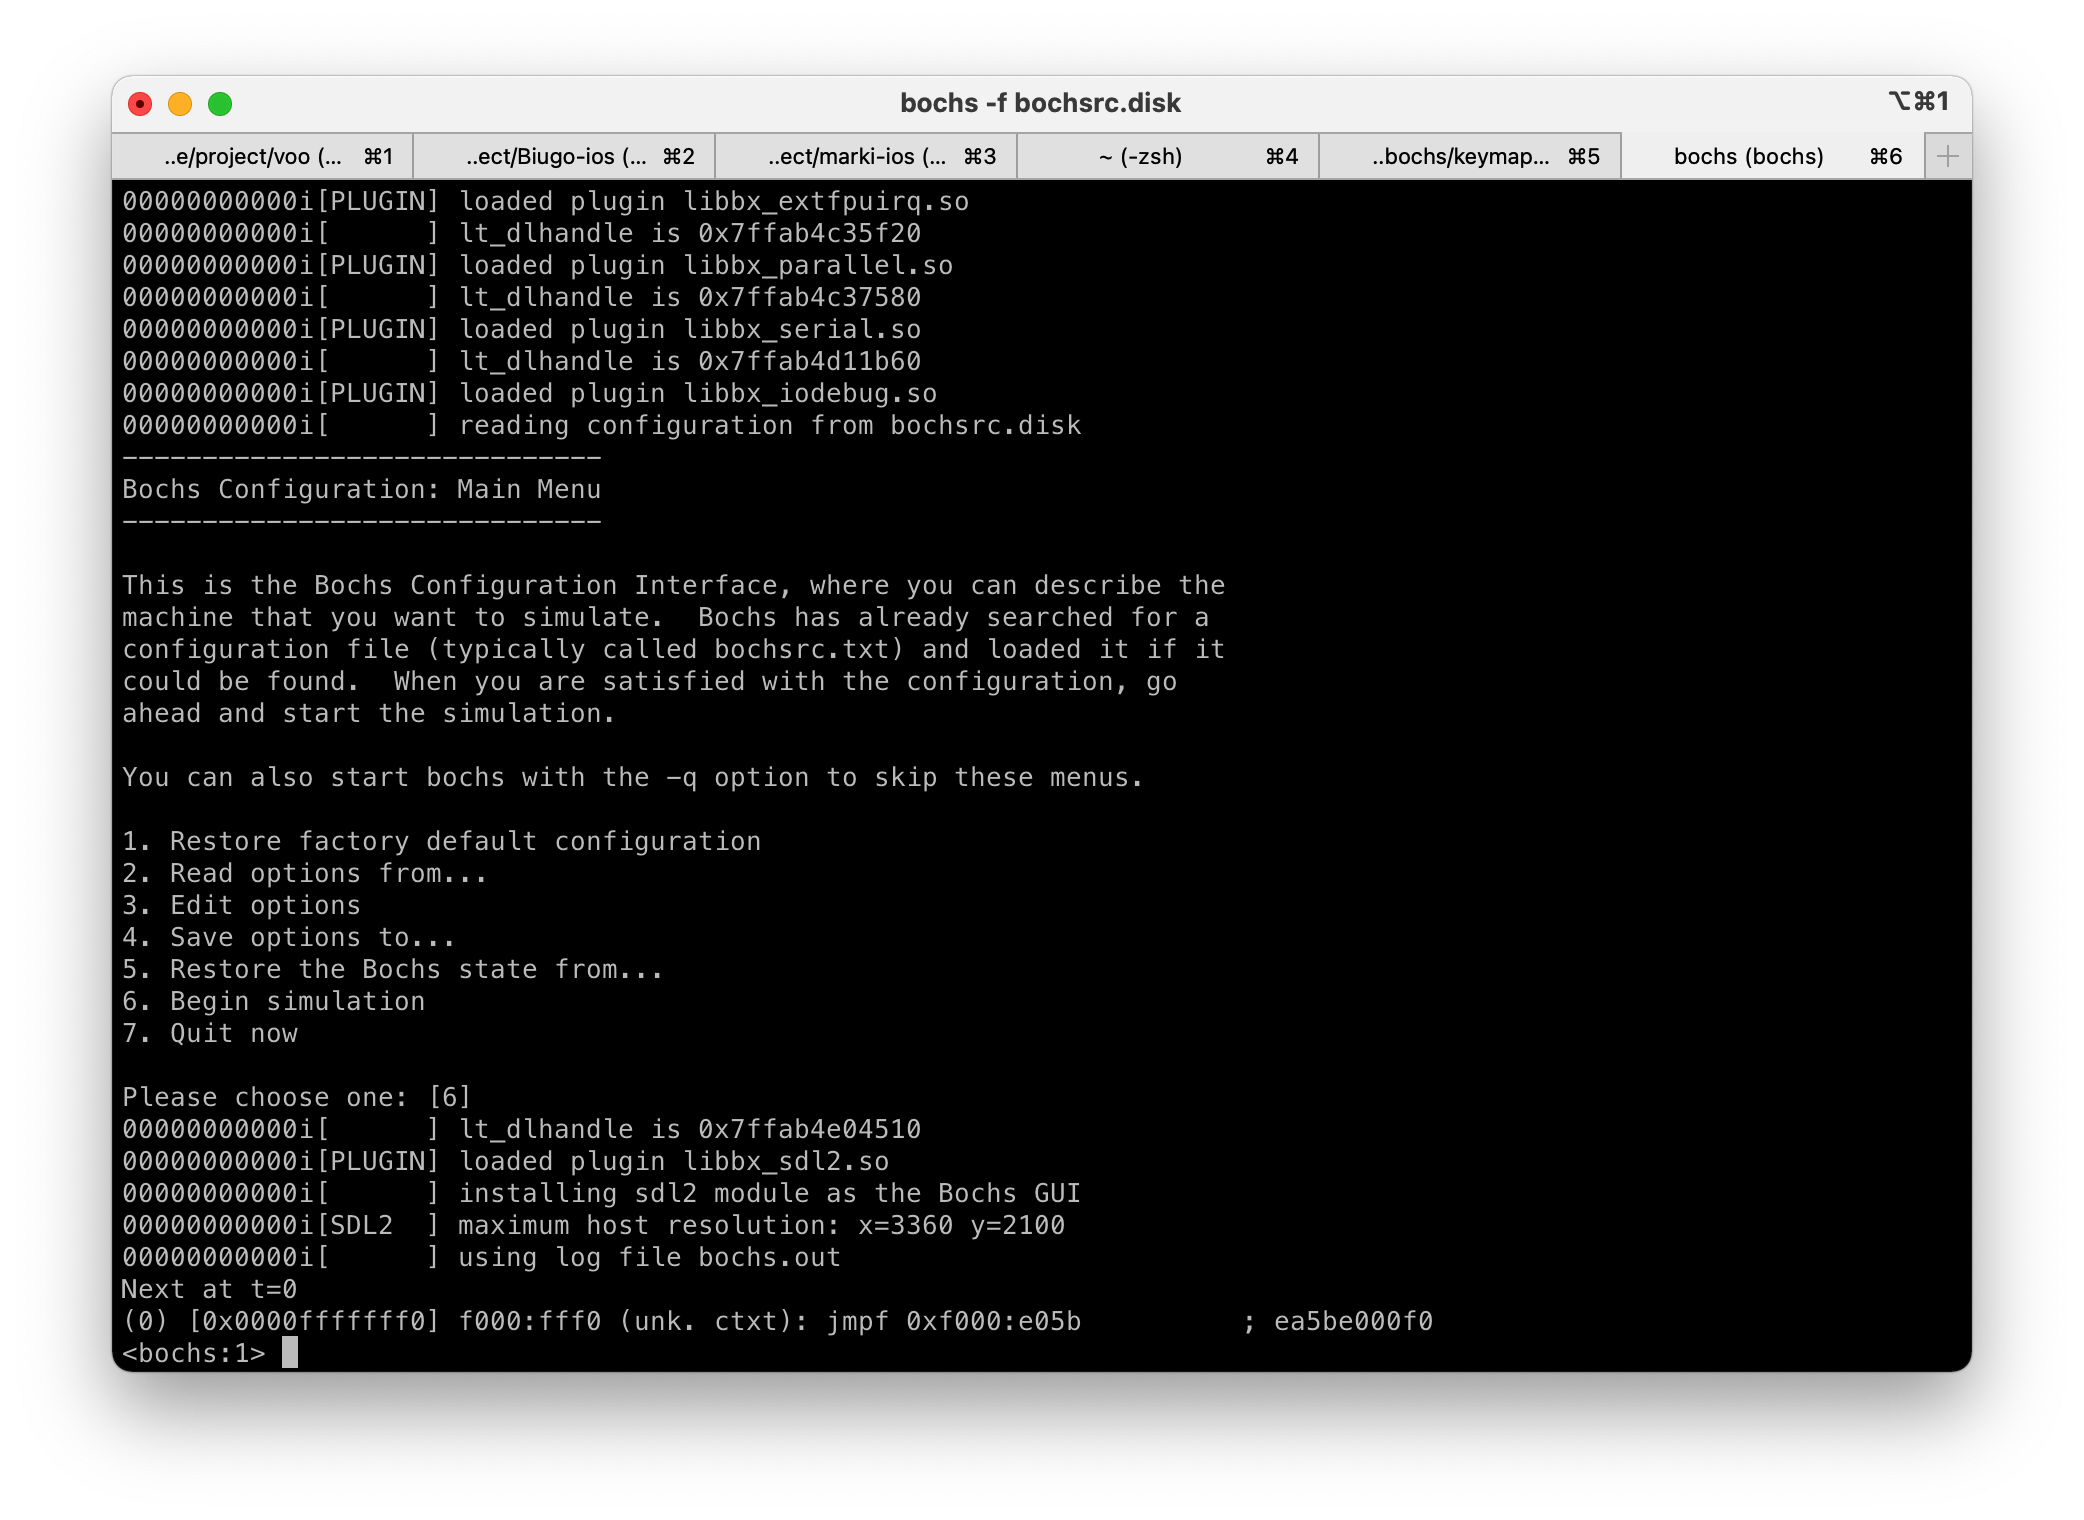 bochs -f bochsrc.disk
⌥⌘1
..e/project/voo (... ⌘1 ..ect/Biugo-ios (... ⌘2 ..ect/marki-ios (... ⌘3 ~ (-zsh) ⌘4 ..bochs/keymap... ⌘5 bochs (bochs) ⌘6
00000000000i[PLUGIN] loaded plugin libbx_extfpuirq.so
00000000000i[      ] lt_dlhandle is 0x7ffab4c35f20
00000000000i[PLUGIN] loaded plugin libbx_parallel.so
00000000000i[      ] lt_dlhandle is 0x7ffab4c37580
00000000000i[PLUGIN] loaded plugin libbx_serial.so
00000000000i[      ] lt_dlhandle is 0x7ffab4d11b60
00000000000i[PLUGIN] loaded plugin libbx_iodebug.so
00000000000i[      ] reading configuration from bochsrc.disk
------------------------------
Bochs Configuration: Main Menu
------------------------------
This is the Bochs Configuration Interface, where you can describe the
machine that you want to simulate.  Bochs has already searched for a
configuration file (typically called bochsrc.txt) and loaded it if it
could be found.  When you are satisfied with the configuration, go
ahead and start the simulation.
You can also start bochs with the -q option to skip these menus.
1. Restore factory default configuration
2. Read options from...
3. Edit options
4. Save options to...
5. Restore the Bochs state from...
6. Begin simulation
7. Quit now
Please choose one: [6]
00000000000i[      ] lt_dlhandle is 0x7ffab4e04510
00000000000i[PLUGIN] loaded plugin libbx_sdl2.so
00000000000i[      ] installing sdl2 module as the Bochs GUI
00000000000i[SDL2  ] maximum host resolution: x=3360 y=2100
00000000000i[      ] using log file bochs.out
Next at t=0
(0) [0x0000fffffff0] f000:fff0 (unk. ctxt): jmpf 0xf000:e05b          ; ea5be000f0
<bochs:1>